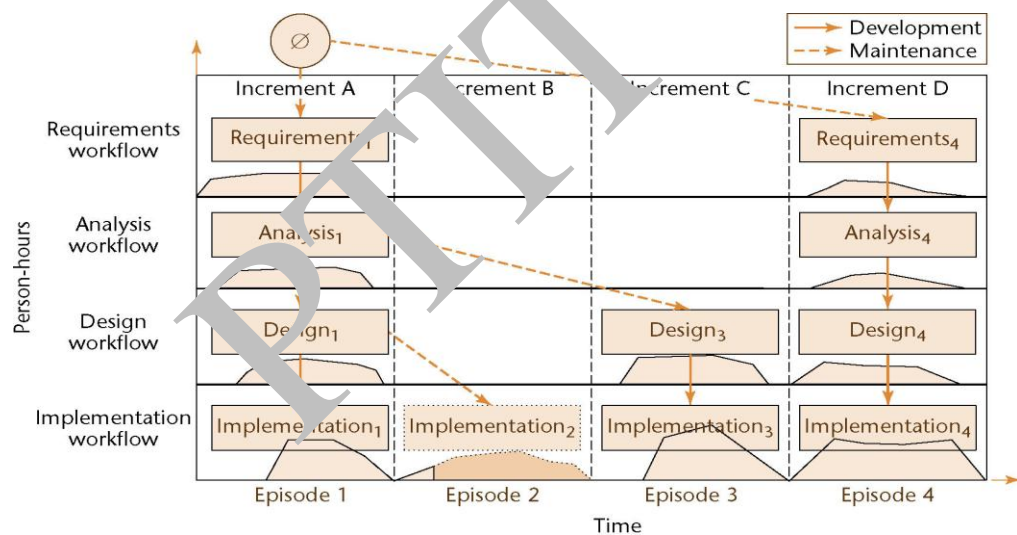 ∅
Development
Maintenance
Increment A
Increment B
Increment C
Increment D
Requirements
workflow
Requirements₁
Requirements₄
Analysis
workflow
Analysis₁
Analysis₄
Design
workflow
Design₁
Design₃
Design₄
Implementation
workflow
Implementation₁
Implementation₂
Implementation₃
Implementation₄
Episode 1
Episode 2
Episode 3
Episode 4
Time
Person-hours
PTIT